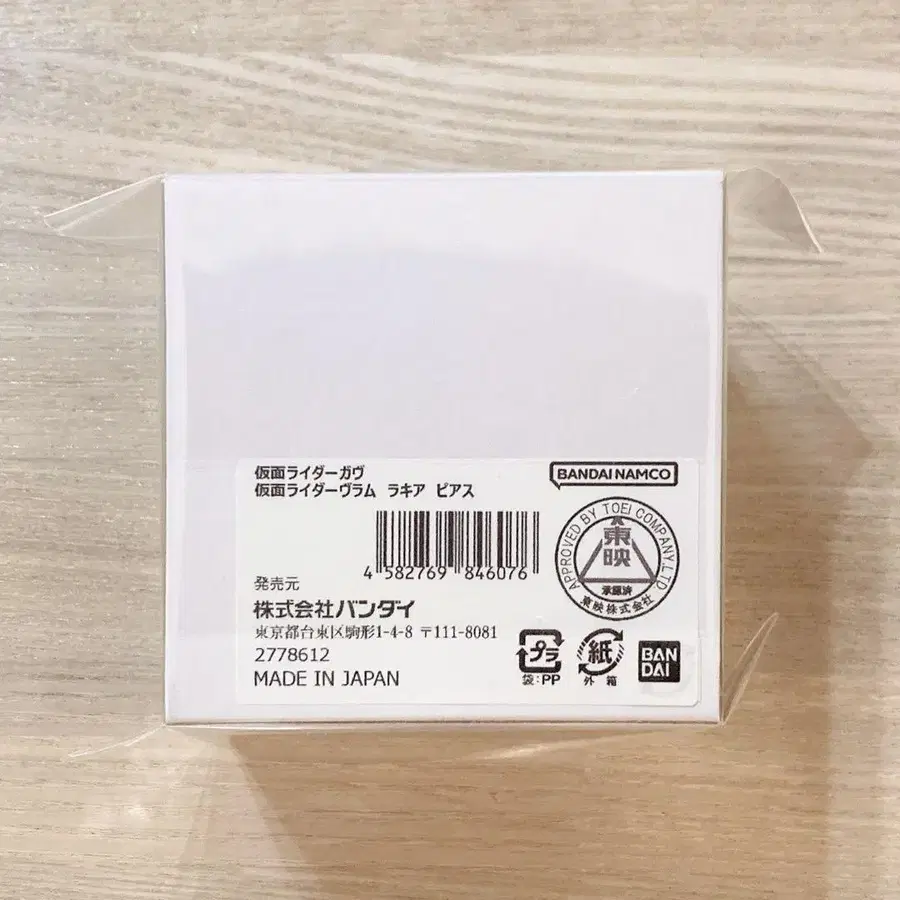 仮面ライダーガヴ
仮面ライダーヴラム ラキア ピアス
BANDAI NAMCO
4 582769 846076
APPROVED BY TOEI COMPANY,LTD
東映
承認済
東映株式会社
発売元
株式会社バンダイ
東京都台東区駒形1-4-8 〒111-8081
2778612
MADE IN JAPAN
プラ
袋:PP
紙
外箱
BAN
DAI